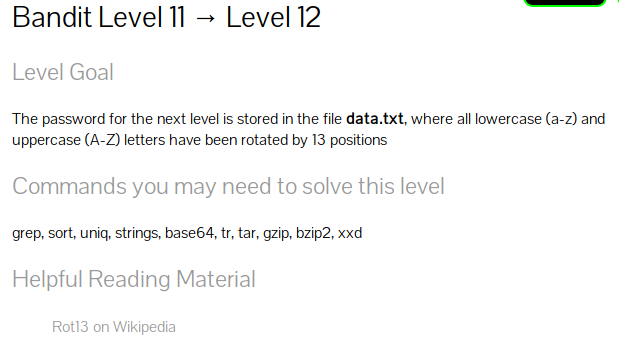 Bandit Level 11 → Level 12
Level Goal
The password for the next level is stored in the file data.txt, where all lowercase (a-z) and
uppercase (A-Z) letters have been rotated by 13 positions
Commands you may need to solve this level
grep, sort, uniq, strings, base64, tr, tar, gzip, bzip2, xxd
Helpful Reading Material
Rot13 on Wikipedia